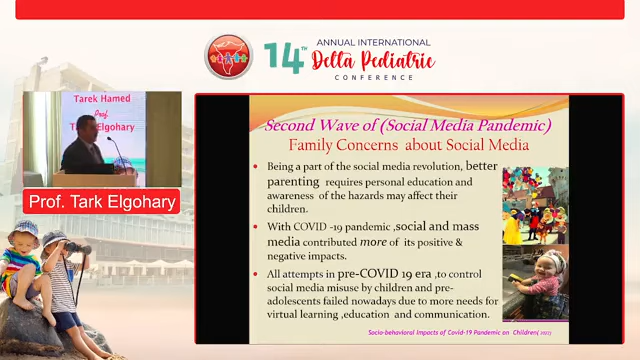 14TH
ANNUAL INTERNATIONAL
Delta Pediatric
CONFERENCE
Tarek Hamed
Prof.
Prof. Tark Elgohary
Second Wave of (Social Media Pandemic)
Family Concerns about Social Media
• Being a part of the social media revolution, better
parenting requires personal education and
awareness of the hazards may affect their
children.
• With COVID -19 pandemic ,social and mass
media contributed more of its positive &
negative impacts.
• All attempts in pre-COVID 19 era ,to control
social media misuse by children and pre-
adolescents failed nowadays due to more needs for
virtual learning ,education and communication.
Socio-behavioral Impacts of Covid-19 Pandemic on Children( 2022)